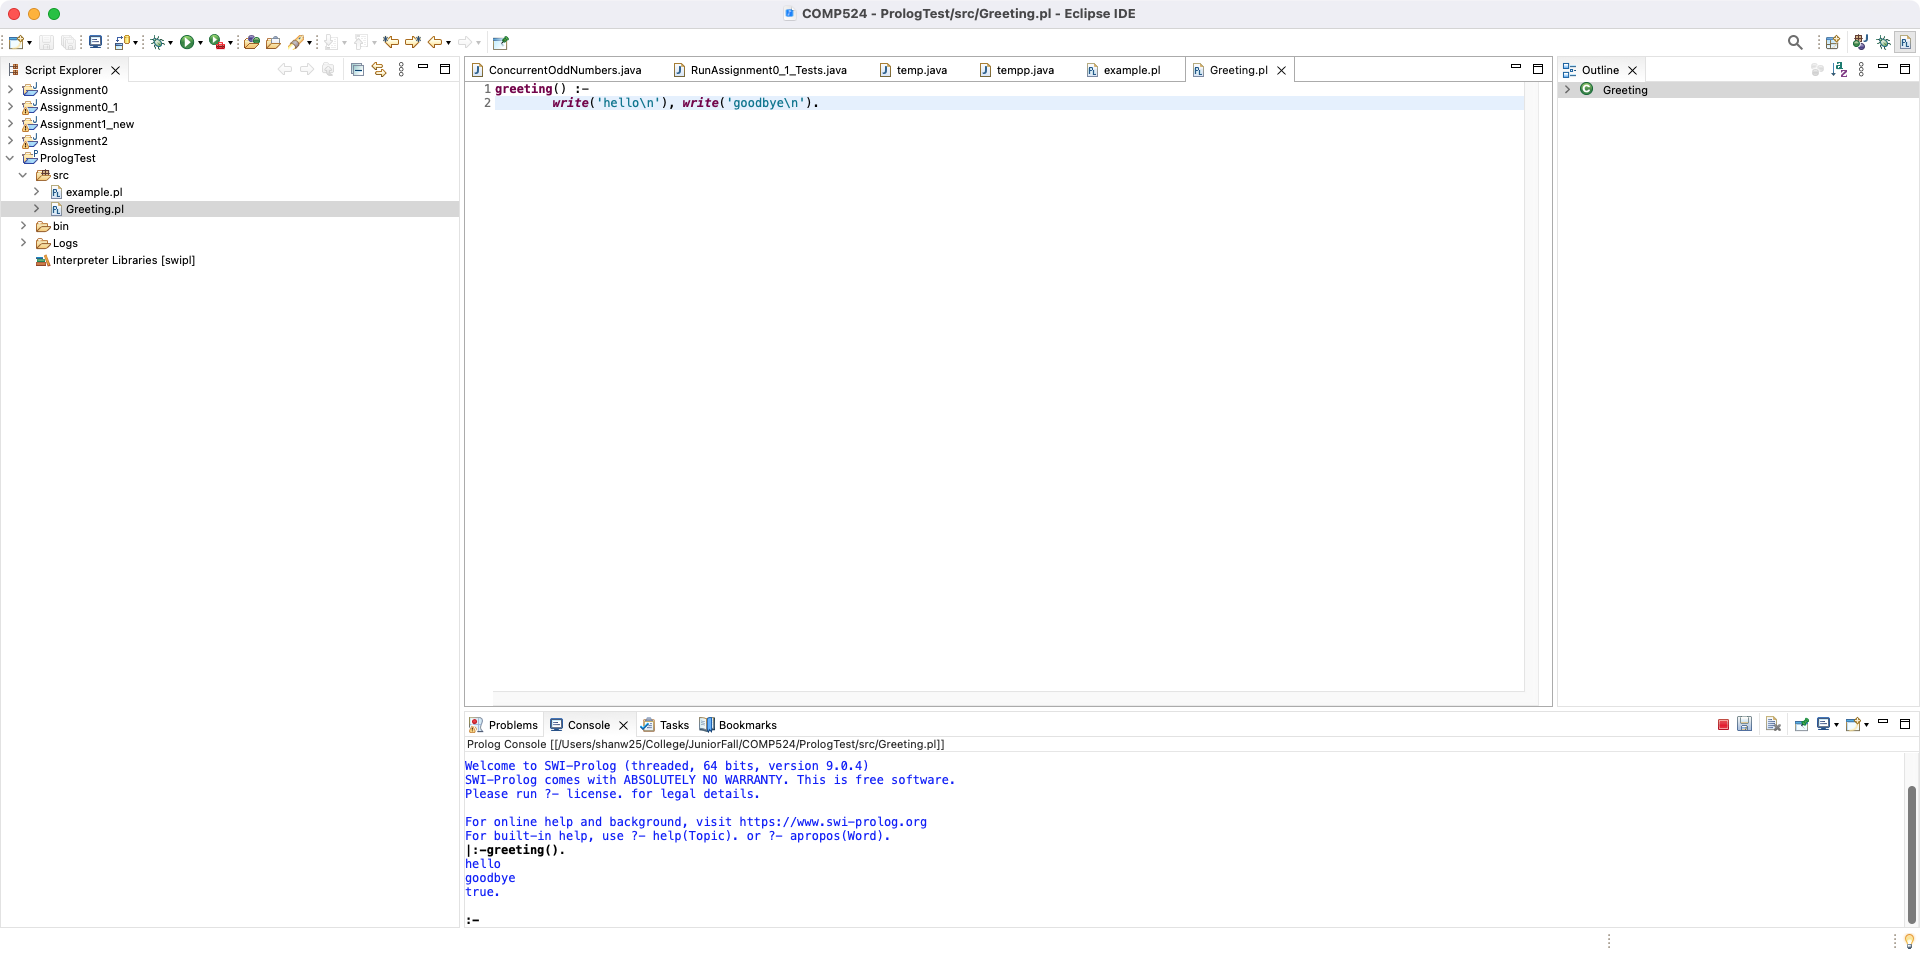 COMP524 - PrologTest/src/Greeting.pl - Eclipse IDE
Script Explorer
Assignment0
Assignment0_1
Assignment1_new
Assignment2
PrologTest
src
example.pl
Greeting.pl
bin
Logs
Interpreter Libraries [swipl]
ConcurrentOddNumbers.java RunAssignment0_1_Tests.java temp.java tempp.java example.pl Greeting.pl
1 greeting() :-
2 write('hello\n'), write('goodbye\n').
Outline
Greeting
Problems Console Tasks Bookmarks
Prolog Console [[/Users/shanw25/College/JuniorFall/COMP524/PrologTest/src/Greeting.pl]]
Welcome to SWI-Prolog (threaded, 64 bits, version 9.0.4)
SWI-Prolog comes with ABSOLUTELY NO WARRANTY. This is free software.
Please run ?- license. for legal details.
For online help and background, visit https://www.swi-prolog.org
For built-in help, use ?- help(Topic). or ?- apropos(Word).
|:-greeting().
hello
goodbye
true.
:-